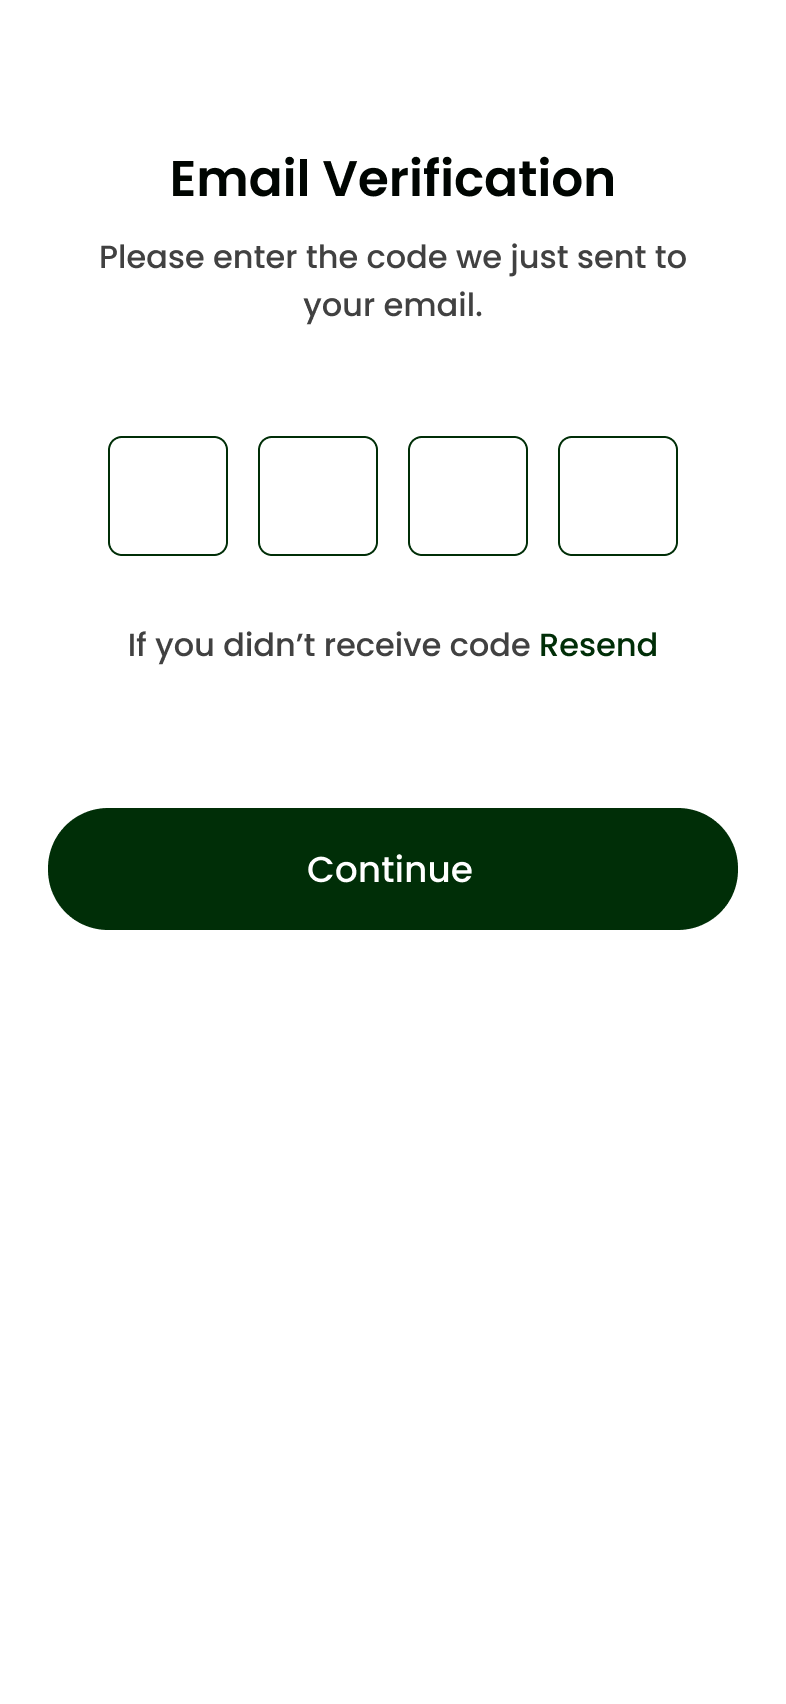 Email Verification
Please enter the code we just sent to
your email.
If you didn’t receive code Resend
Continue